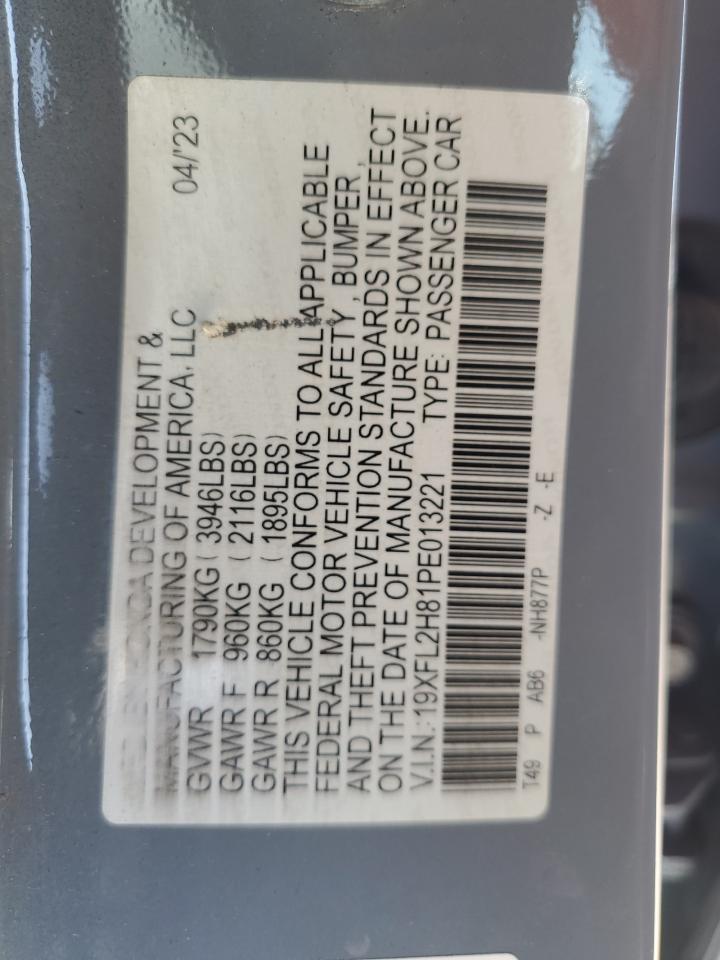 HONDA DEVELOPMENT &
MANUFACTURING OF AMERICA, LLC 04/'23
GVWR 1790KG ( 3946LBS)
GAWR F 960KG ( 2116LBS)
GAWR R 860KG ( 1895LBS)
THIS VEHICLE CONFORMS TO ALL APPLICABLE
FEDERAL MOTOR VEHICLE SAFETY , BUMPER ,
AND THEFT PREVENTION STANDARDS IN EFFECT
ON THE DATE OF MANUFACTURE SHOWN ABOVE.
V.I.N.:19XFL2H81PE013221 TYPE: PASSENGER CAR
T49 P AB6 -NH877P -Z -E